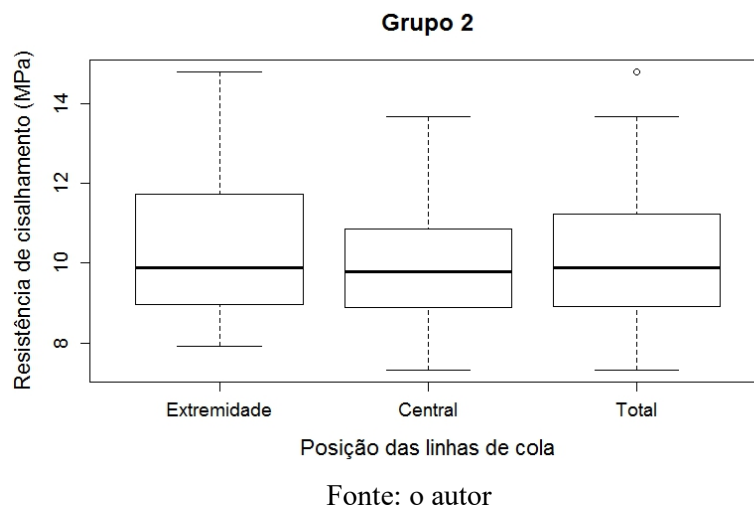 Grupo 2
Resistência de cisalhamento (MPa)
14
12
10
8
Extremidade Central Total
Posição das linhas de cola
Fonte: o autor